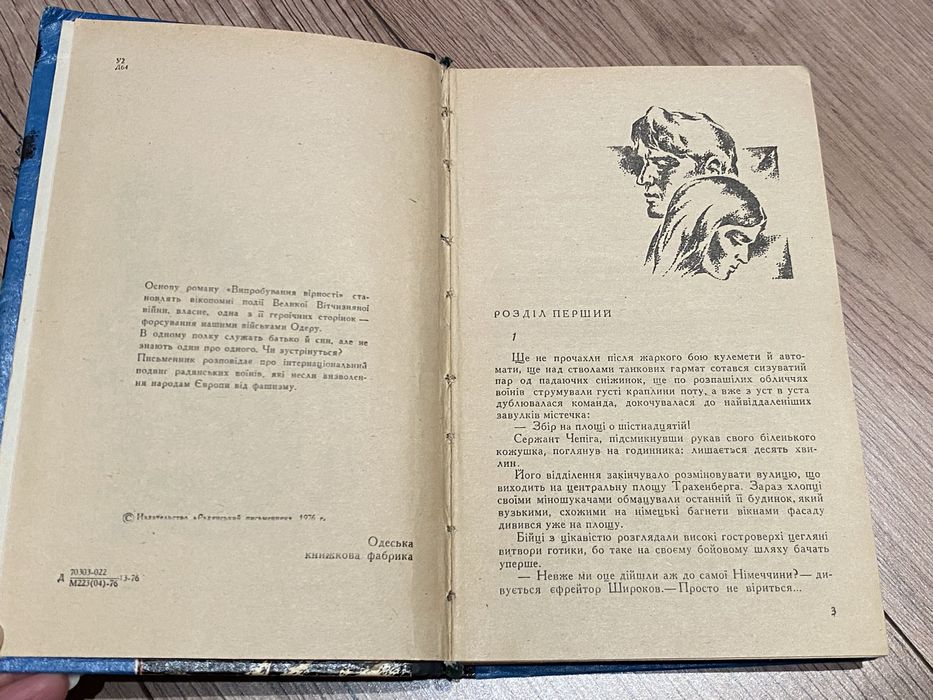 У2
Д64
Основу роману «Випробування вірності» ста-
новлять вікопомні події Великої Вітчизняної
війни, власне, одна з її героїчних сторінок —
форсування нашими військами Одеру.
В одному полку служать батько й син, але не
знають один про одного. Чи зустрінуться?
Письменник розповідає про інтернаціональний
подвиг радянських воїнів, які несли визволен-
ня народам Європи від фашизму.
© Издательство «Радянський письменник» 1976 г.
Одеська
книжкова фабрика
Д 70303-022
М223(04)-76 13-76
РОЗДІЛ ПЕРШИЙ
1
Ще не прочахли після жаркого бою кулемети й авто-
мати, ще над стволами танкових гармат сотався сизуватий
пар од падаючих сніжинок, ще по розпашілих обличчях
воїнів струмували густі краплини поту, а вже з уст в уста
дублювалася команда, докочувалася до найвіддаленіших
завулків містечка:
— Збір на площі о шістнадцятій!
Сержант Чепіга, підсмикнувши рукав свого біленького
кожушка, поглянув на годинника: лишається десять хви-
лин.
Його відділення закінчувало розміновувати вулицю, що
виходить на центральну площу Трахенберга. Зараз хлопці
своїми міношукачами обмацували останній її будинок, який
вузькими, схожими на німецькі багнети вікнами фасаду
дивився уже на площу.
Бійці з цікавістю розглядали високі гостроверхі цегляні
витвори готики, бо таке на своєму бойовому шляху бачать
уперше.
— Невже ми оце дійшли аж до самої Німеччини? — ди-
вується єфрейтор Широков. — Просто не віриться...
3